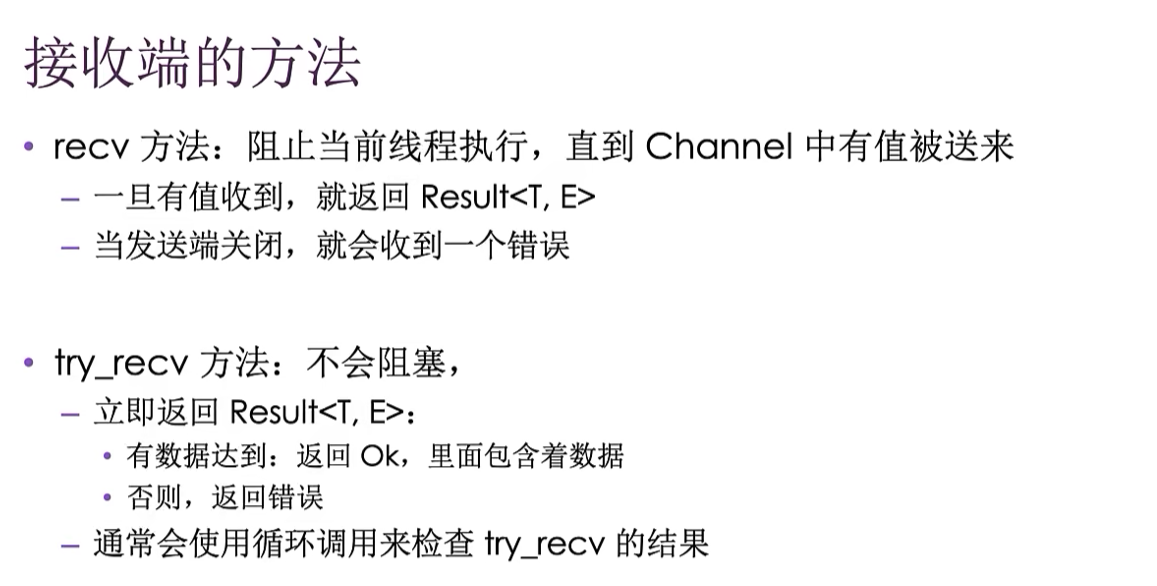 接收端的方法
• recv 方法：阻止当前线程执行，直到 Channel 中有值被送来
– 一旦有值收到，就返回 Result<T, E>
– 当发送端关闭，就会收到一个错误
• try_recv 方法：不会阻塞，
– 立即返回 Result<T, E>：
• 有数据达到：返回 Ok，里面包含着数据
• 否则，返回错误
– 通常会使用循环调用来检查 try_recv 的结果